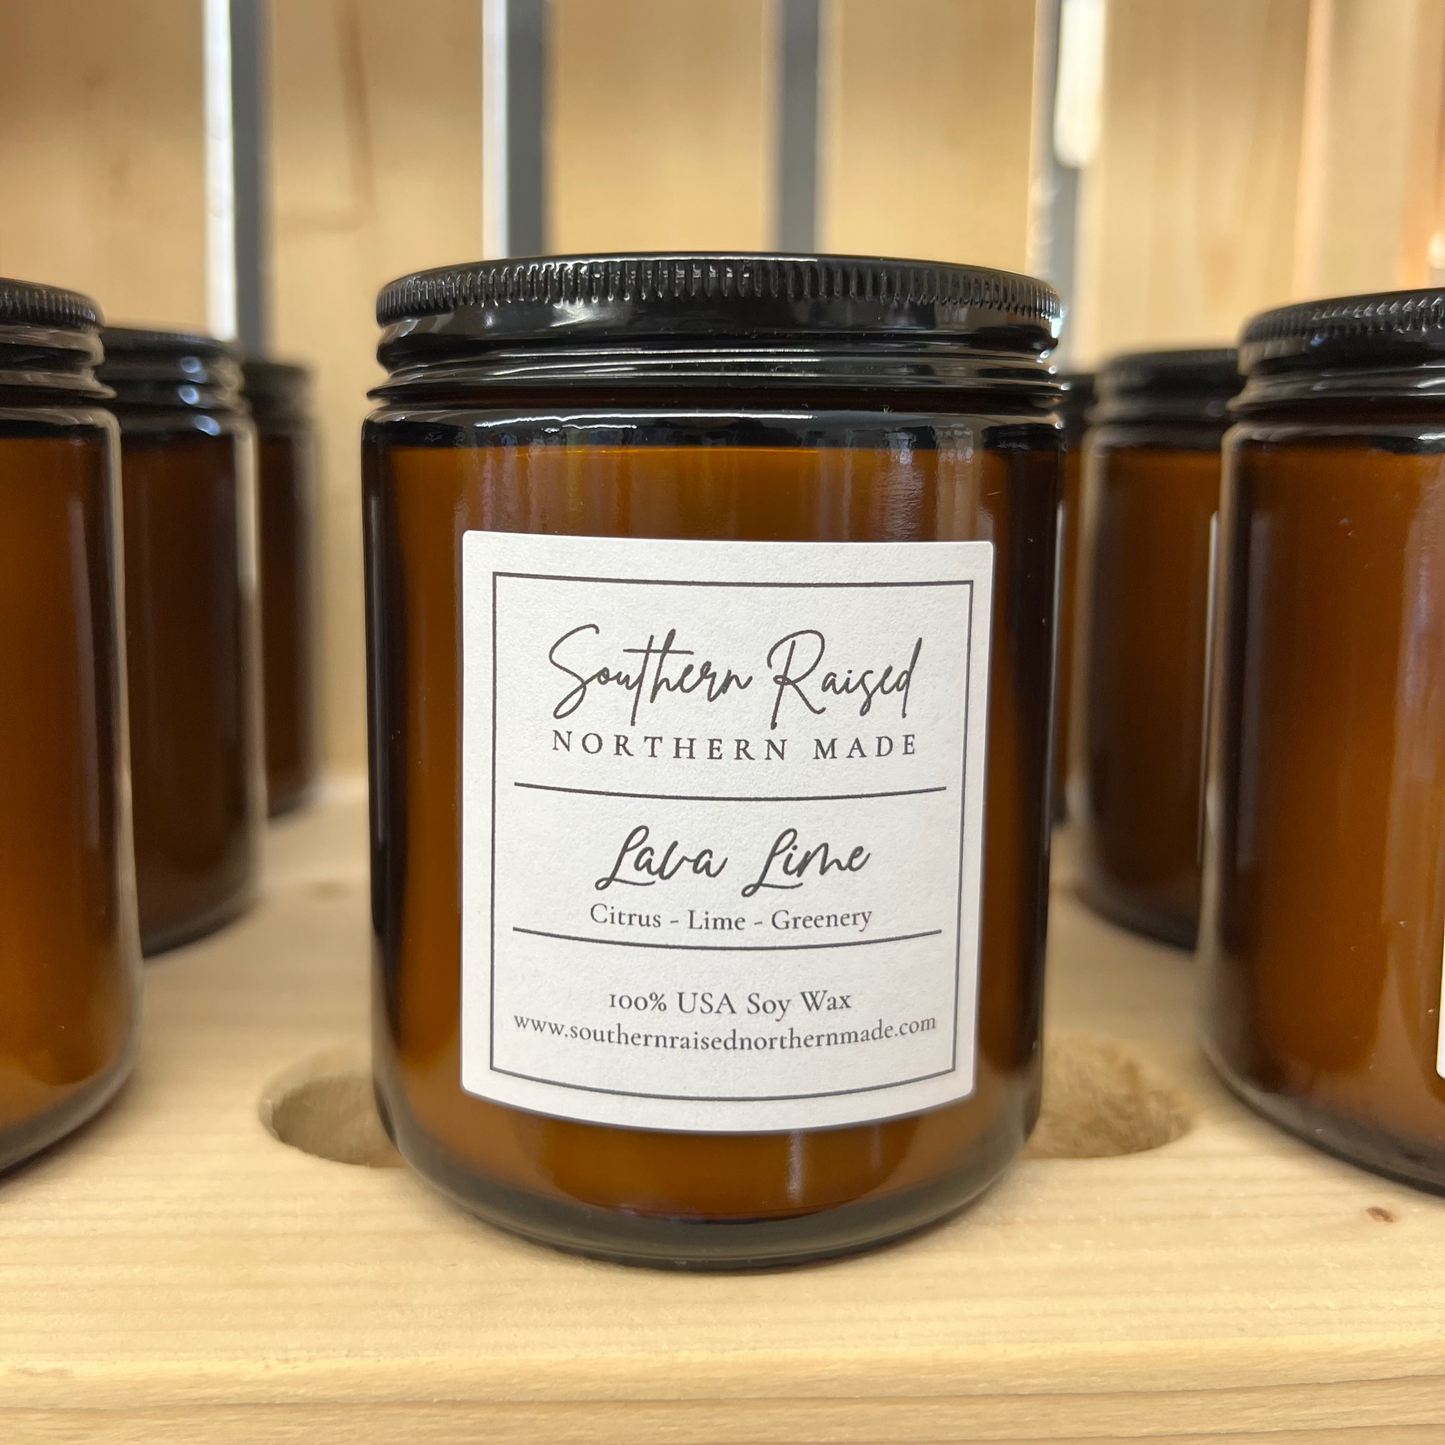 Southern Raised
NORTHERN MADE
Lava Lime
Citrus - Lime - Greenery
100% USA Soy Wax
www.southernraisednorthernmade.com